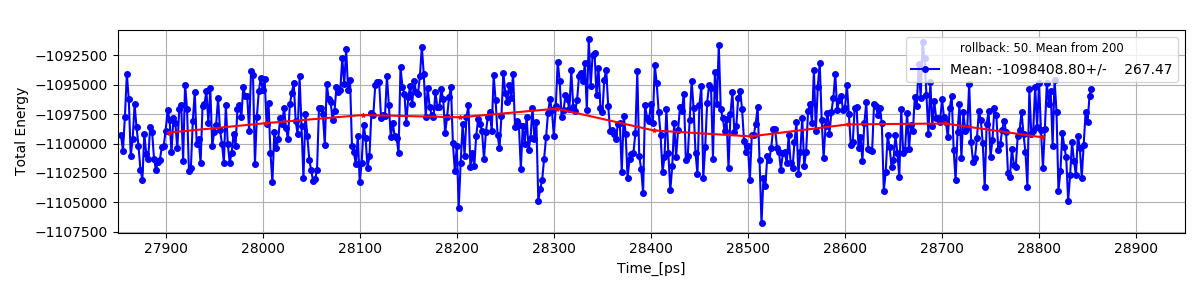 rollback: 50. Mean from 200
Mean: -1098408.80+/- 267.47
Total Energy
−1092500
−1095000
−1097500
−1100000
−1102500
−1105000
−1107500
27900 28000 28100 28200 28300 28400 28500 28600 28700 28800 28900
Time_[ps]